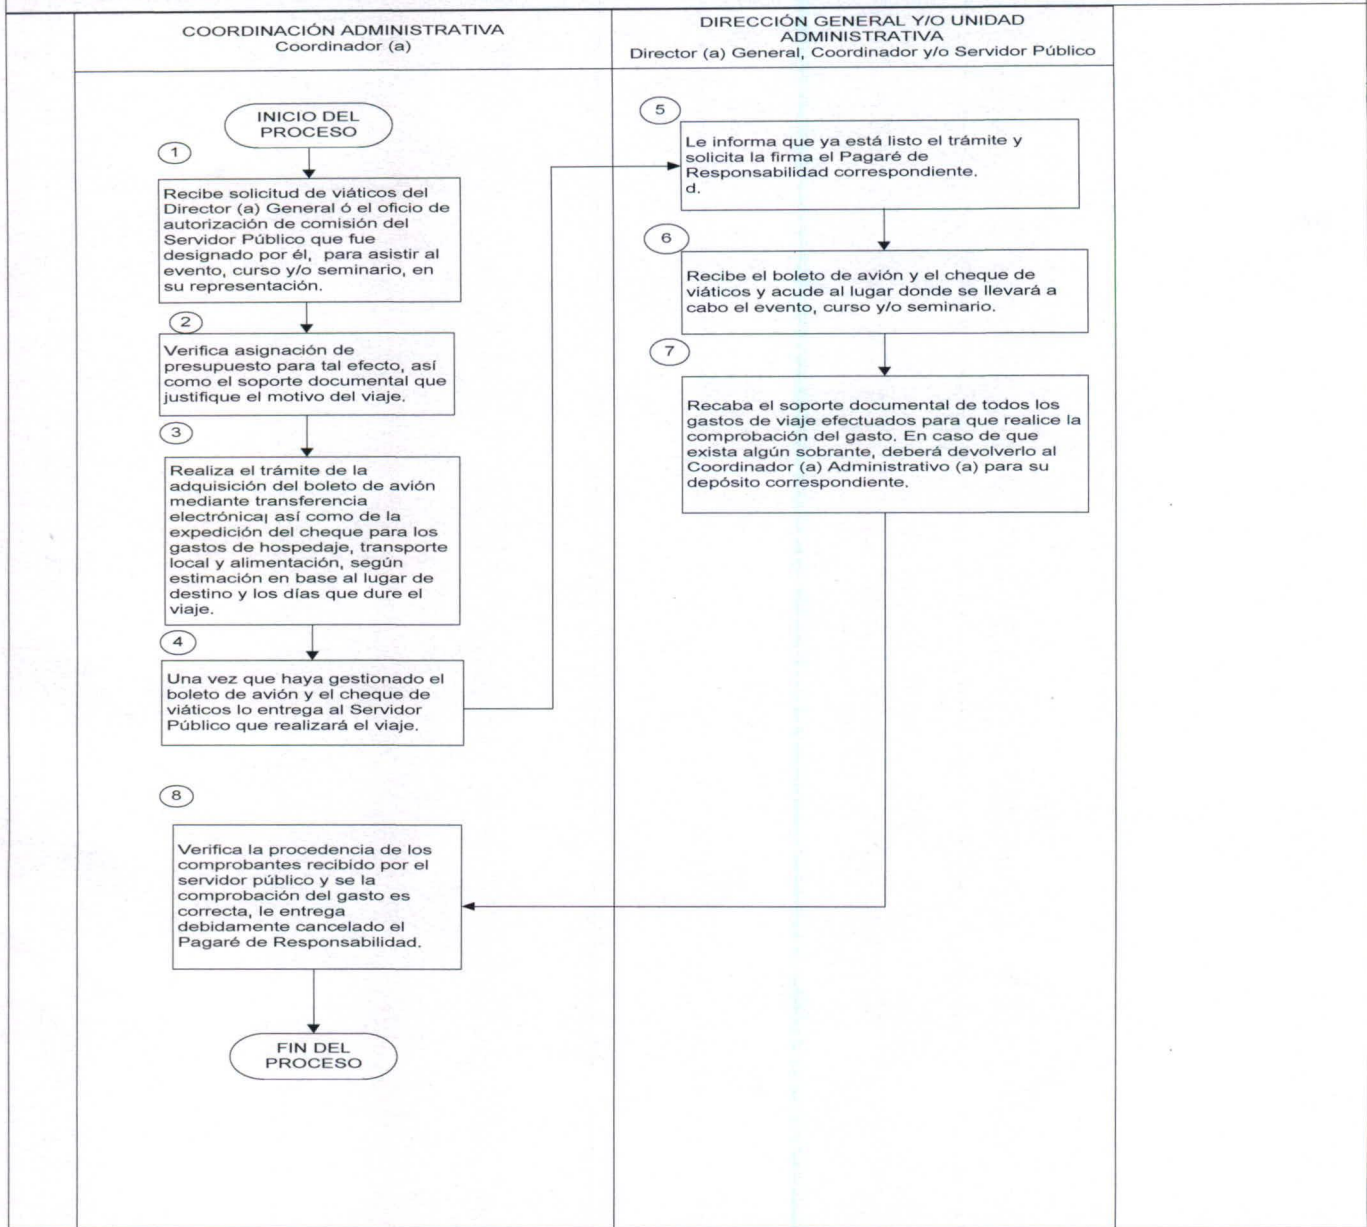 COORDINACIÓN ADMINISTRATIVA
Coordinador (a)
DIRECCIÓN GENERAL Y/O UNIDAD
ADMINISTRATIVA
Director (a) General, Coordinador y/o Servidor Público
INICIO DEL
PROCESO
1
Recibe solicitud de viáticos del
Director (a) General ó el oficio de
autorización de comisión del
Servidor Público que fue
designado por él, para asistir al
evento, curso y/o seminario, en
su representación.
2
Verifica asignación de
presupuesto para tal efecto, así
como el soporte documental que
justifique el motivo del viaje.
3
Realiza el trámite de la
adquisición del boleto de avión
mediante transferencia
electrónica¡ así como de la
expedición del cheque para los
gastos de hospedaje, transporte
local y alimentación, según
estimación en base al lugar de
destino y los días que dure el
viaje.
4
Una vez que haya gestionado el
boleto de avión y el cheque de
viáticos lo entrega al Servidor
Público que realizará el viaje.
5
Le informa que ya está listo el trámite y
solicita la firma el Pagaré de
Responsabilidad correspondiente.
d.
6
Recibe el boleto de avión y el cheque de
viáticos y acude al lugar donde se llevará a
cabo el evento, curso y/o seminario.
7
Recaba el soporte documental de todos los
gastos de viaje efectuados para que realice la
comprobación del gasto. En caso de que
exista algún sobrante, deberá devolverlo al
Coordinador (a) Administrativo (a) para su
depósito correspondiente.
8
Verifica la procedencia de los
comprobantes recibido por el
servidor público y se la
comprobación del gasto es
correcta, le entrega
debidamente cancelado el
Pagaré de Responsabilidad.
FIN DEL
PROCESO